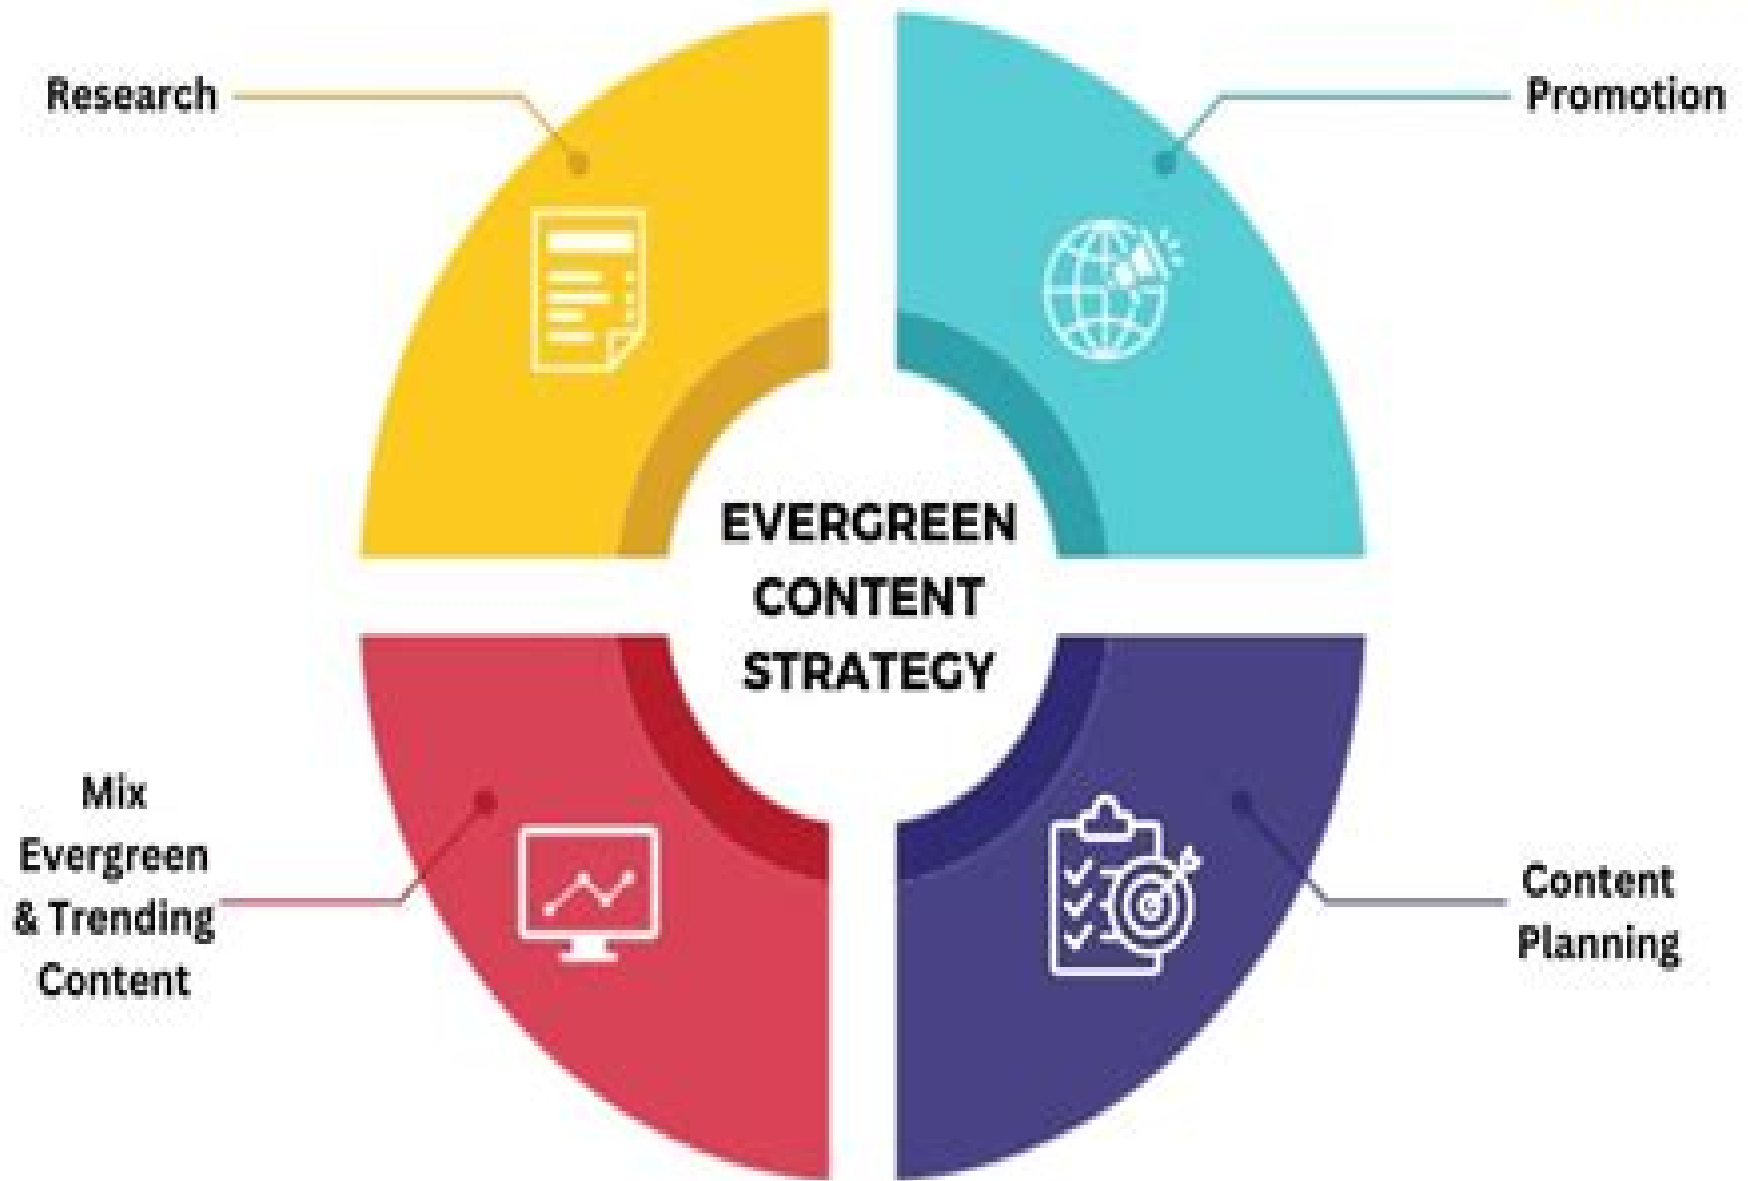 Research
Promotion
EVERGREEN
CONTENT
STRATEGY
Mix
Evergreen
& Trending
Content
Content
Planning